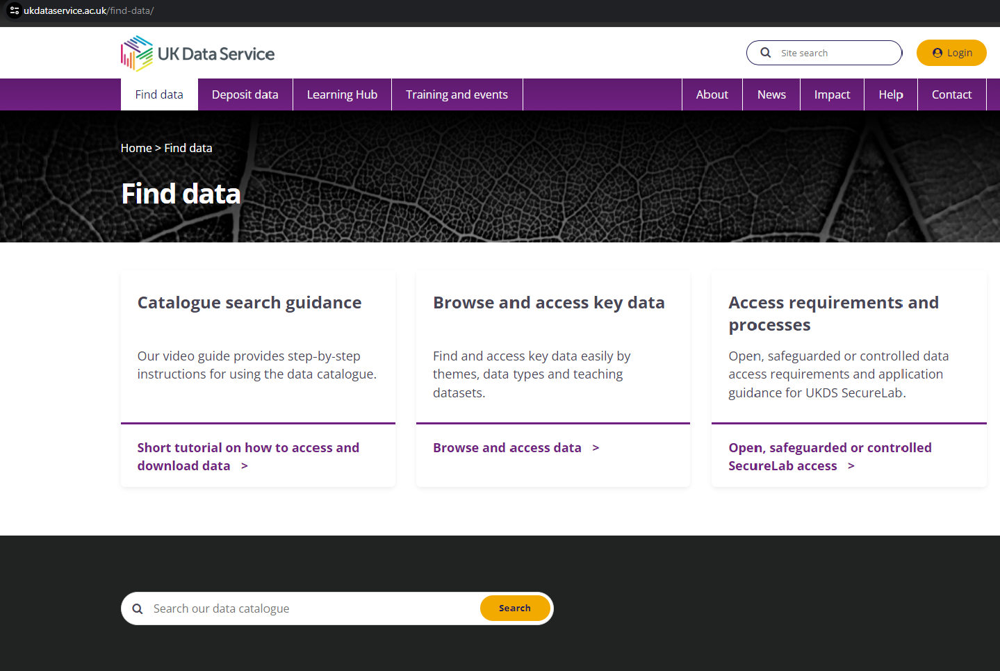 ukdataservice.ac.uk/find-data/
UK Data Service
Site search
Login
Find data
Deposit data
Learning Hub
Training and events
About
News
Impact
Help
Contact
Home > Find data
Find data
Catalogue search guidance
Our video guide provides step-by-step
instructions for using the data catalogue.
Short tutorial on how to access and
download data >
Browse and access key data
Find and access key data easily by
themes, data types and teaching
datasets.
Browse and access data >
Access requirements and
processes
Open, safeguarded or controlled data
access requirements and application
guidance for UKDS SecureLab.
Open, safeguarded or controlled
SecureLab access >
Search our data catalogue
Search